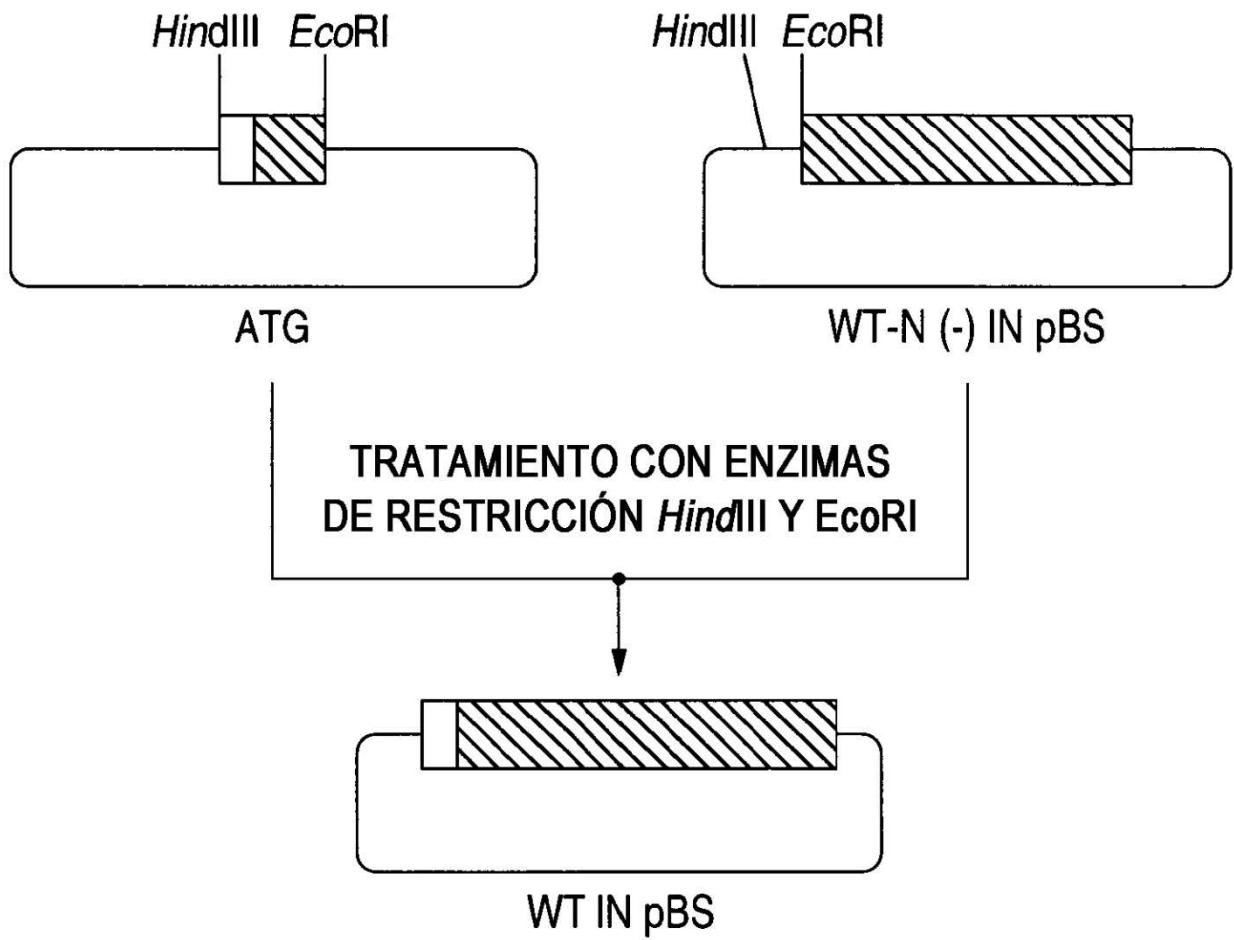 HindIII EcoRI
HindIII EcoRI
ATG
WT-N (-) IN pBS
TRATAMIENTO CON ENZIMAS
DE RESTRICCIÓN HindIII Y EcoRI
WT IN pBS